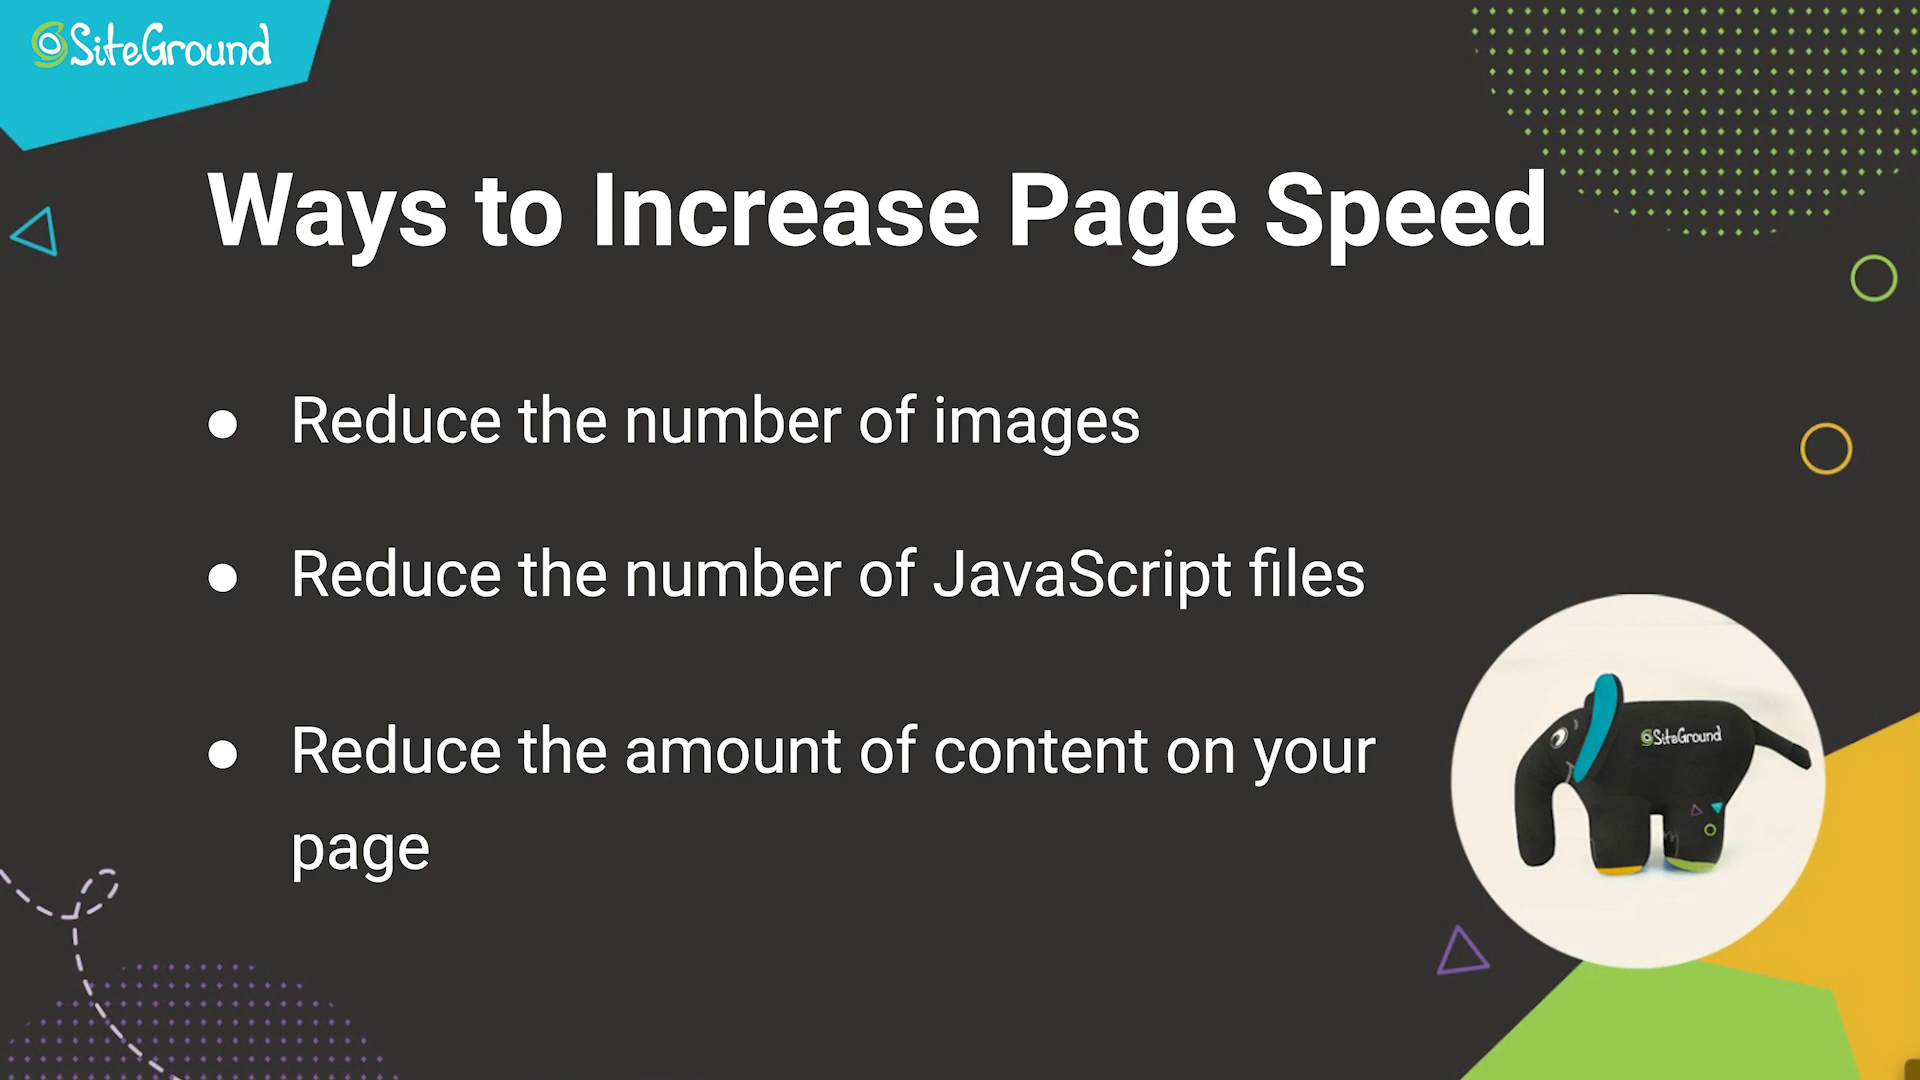 SiteGround
Ways to Increase Page Speed
● Reduce the number of images
● Reduce the number of JavaScript files
● Reduce the amount of content on your
page
SiteGround